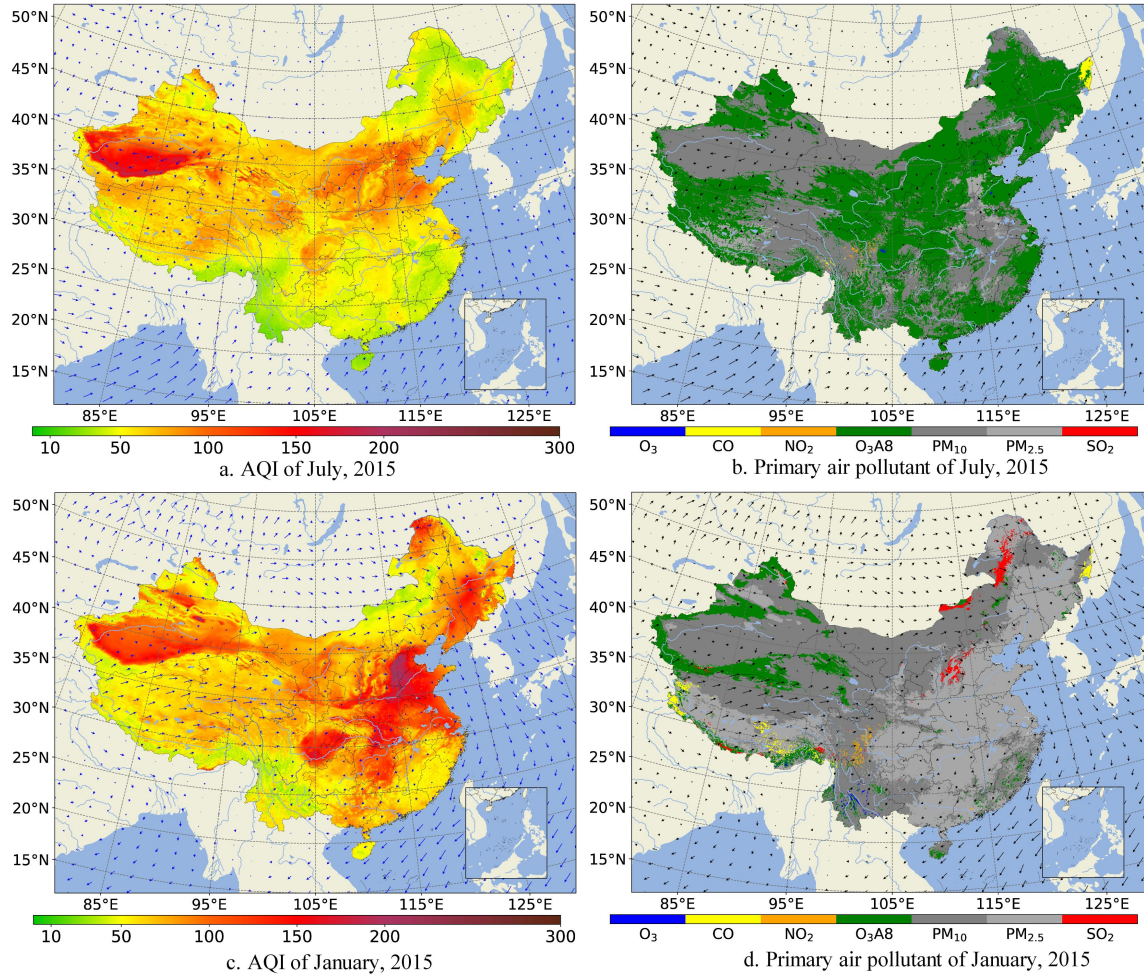 50°N
45°N
40°N
35°N
30°N
25°N
20°N
15°N
85°E 95°E 105°E 115°E 125°E
10 50 100 150 200 300
a. AQI of July, 2015
50°N
45°N
40°N
35°N
30°N
25°N
20°N
15°N
85°E 95°E 105°E 115°E 125°E
O₃ CO NO₂ O₃A8 PM₁₀ PM₂.₅ SO₂
b. Primary air pollutant of July, 2015
50°N
45°N
40°N
35°N
30°N
25°N
20°N
15°N
85°E 95°E 105°E 115°E 125°E
10 50 100 150 200 300
c. AQI of January, 2015
50°N
45°N
40°N
35°N
30°N
25°N
20°N
15°N
85°E 95°E 105°E 115°E 125°E
O₃ CO NO₂ O₃A8 PM₁₀ PM₂.₅ SO₂
d. Primary air pollutant of January, 2015